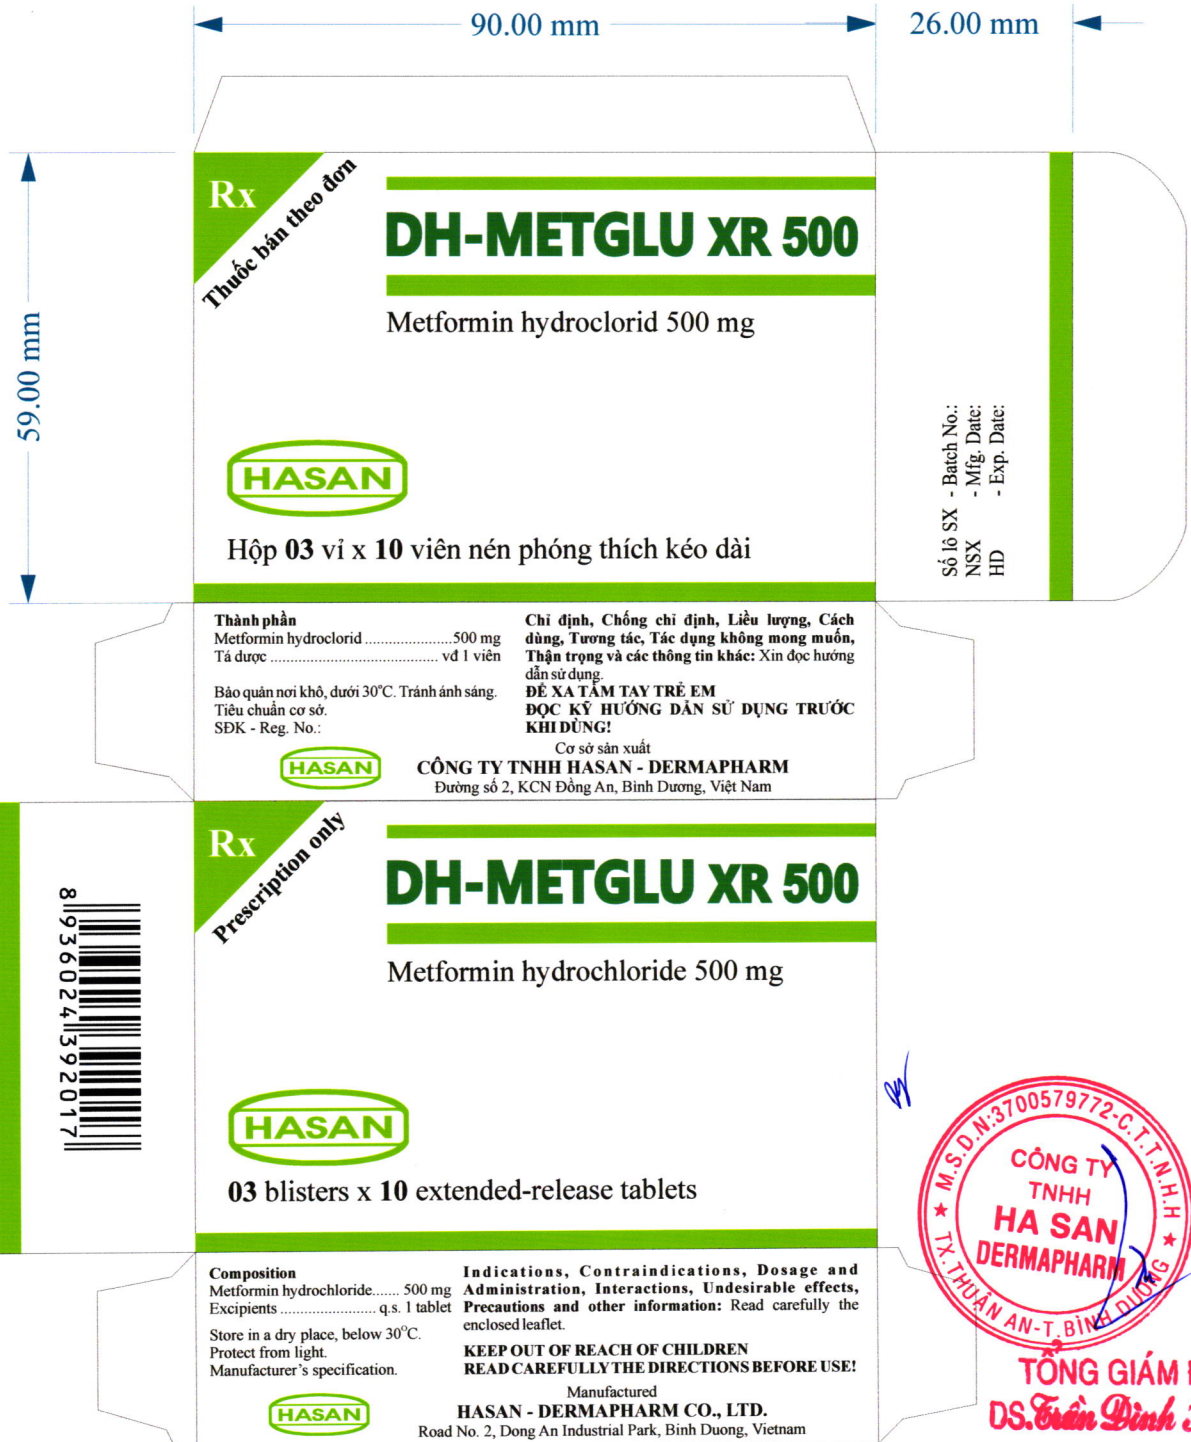 90.00 mm
26.00 mm
59.00 mm
Rx
Thuốc bán theo đơn
DH-METGLU XR 500
Metformin hydroclorid 500 mg
HASAN
Hộp 03 vỉ x 10 viên nén phóng thích kéo dài
Số lô SX - Batch No.:
NSX - Mfg. Date:
HD - Exp. Date:
Thành phần
Metformin hydroclorid ......................500 mg
Tá dược .......................................... vđ 1 viên
Bảo quản nơi khô, dưới 30°C. Tránh ánh sáng.
Tiêu chuẩn cơ sở.
SĐK - Reg. No.:
Chỉ định, Chống chỉ định, Liều lượng, Cách
dùng, Tương tác, Tác dụng không mong muốn,
Thận trọng và các thông tin khác: Xin đọc hướng
dẫn sử dụng.
ĐỂ XA TẦM TAY TRẺ EM
ĐỌC KỸ HƯỚNG DẪN SỬ DỤNG TRƯỚC
KHI DÙNG!
HASAN
Cơ sở sản xuất
CÔNG TY TNHH HASAN - DERMAPHARM
Đường số 2, KCN Đồng An, Bình Dương, Việt Nam
8936024392017
Rx
Prescription only
DH-METGLU XR 500
Metformin hydrochloride 500 mg
HASAN
03 blisters x 10 extended-release tablets
Composition
Metformin hydrochloride....... 500 mg
Excipients ........................ q.s. 1 tablet
Store in a dry place, below 30°C.
Protect from light.
Manufacturer's specification.
Indications, Contraindications, Dosage and
Administration, Interactions, Undesirable effects,
Precautions and other information: Read carefully the
enclosed leaflet.
KEEP OUT OF REACH OF CHILDREN
READ CAREFULLY THE DIRECTIONS BEFORE USE!
HASAN
Manufactured
HASAN - DERMAPHARM CO., LTD.
Road No. 2, Dong An Industrial Park, Binh Duong, Vietnam
M.S.D.N:3700579772-C.T.T.N.H.H
CÔNG TY
TNHH
HA SAN
DERMAPHARM
TX.THUẬN AN-T.BÌNH DƯƠNG
TỔNG GIÁM
DS. Trần Đình